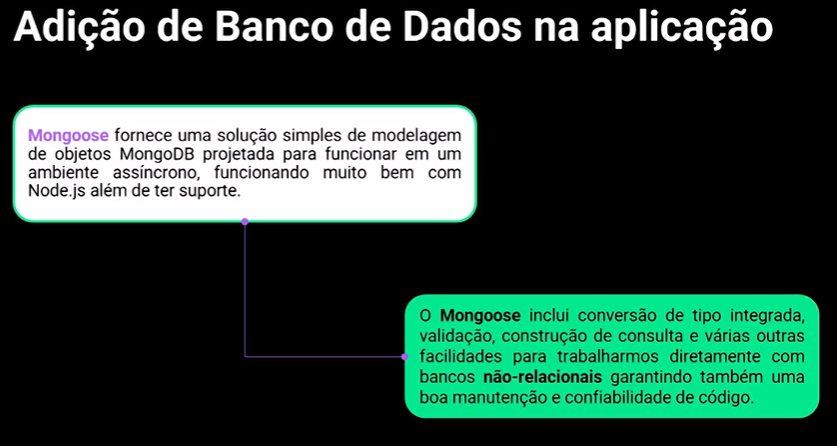 Adição de Banco de Dados na aplicação
Mongoose fornece uma solução simples de modelagem
de objetos MongoDB projetada para funcionar em um
ambiente assíncrono, funcionando muito bem com
Node.js além de ter suporte.
O Mongoose inclui conversão de tipo integrada,
validação, construção de consulta e várias outras
facilidades para trabalharmos diretamente com
bancos não-relacionais garantindo também uma
boa manutenção e confiabilidade de código.